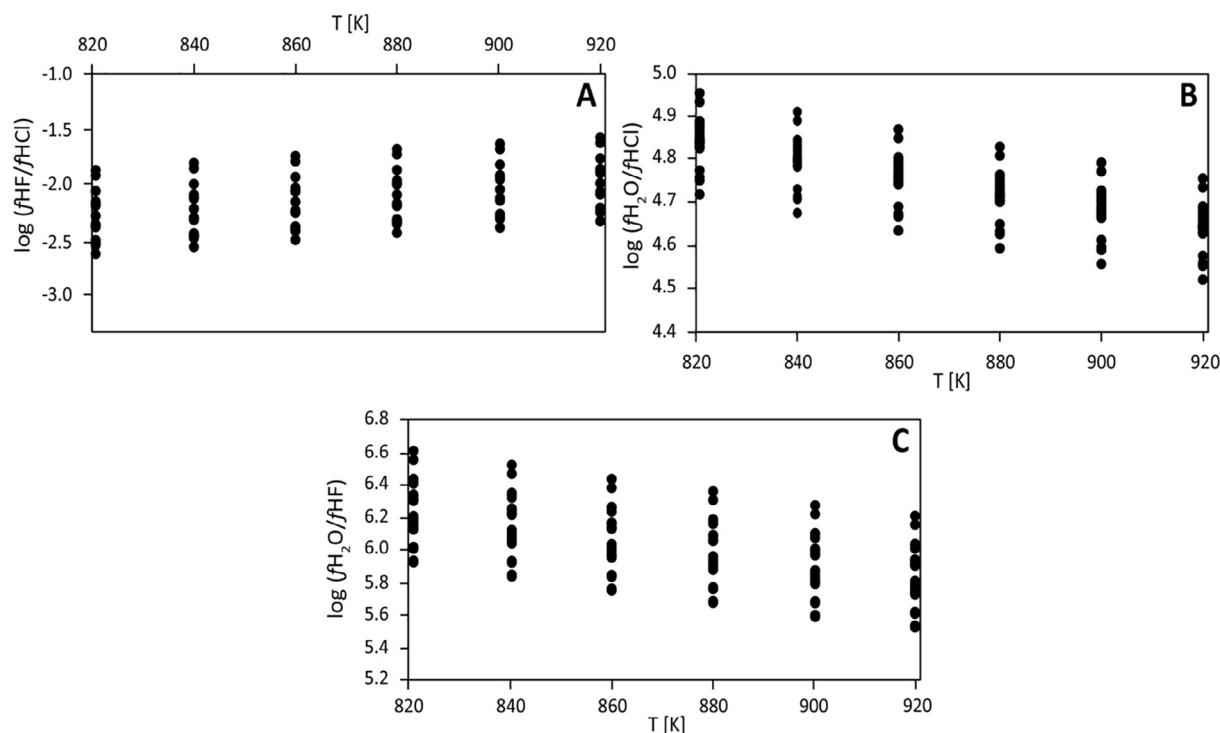 T [K]
820 840 860 880 900 920
-1.0
-1.5
-2.0
-2.5
-3.0
log (fHF/fHCl)
A
5.0
4.9
4.8
4.7
4.6
4.5
4.4
log (fH₂O/fHCl)
B
820 840 860 880 900 920
T [K]
6.8
6.6
6.4
6.2
6.0
5.8
5.6
5.4
5.2
log (fH₂O/fHF)
C
820 840 860 880 900 920
T [K]